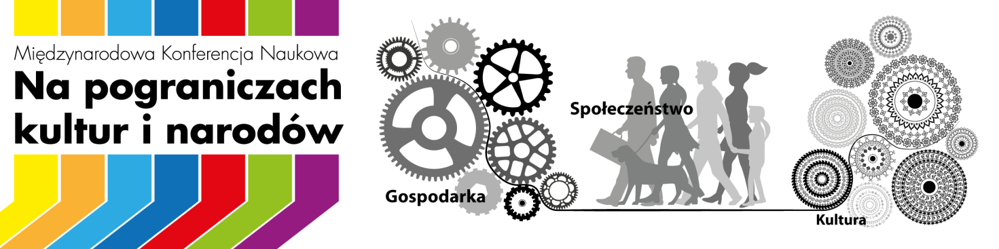 Międzynarodowa Konferencja Naukowa
Na pograniczach
kultur i narodów
Społeczeństwo
Gospodarka
Kultura